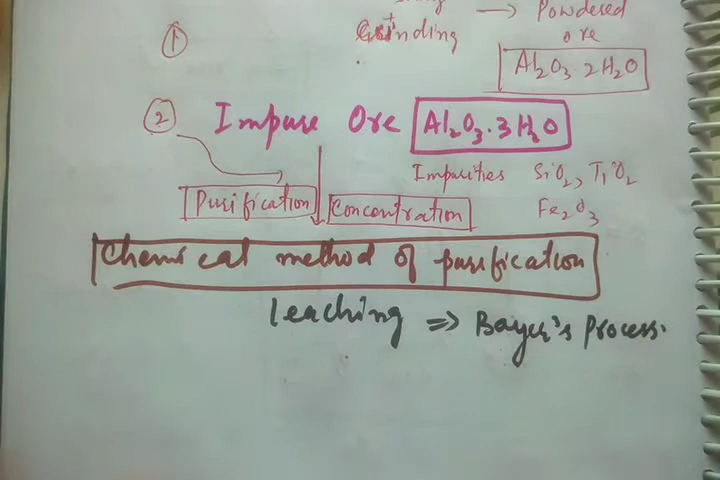 Grinding → Powdered
ore
①
Al₂O₃·2H₂O
② Impure Ore Al₂O₃·3H₂O
Impurities SiO₂, TiO₂
Fe₂O₃
Purification Concentration
Chemical method of purification
leaching ⇒ Bayer's Process.